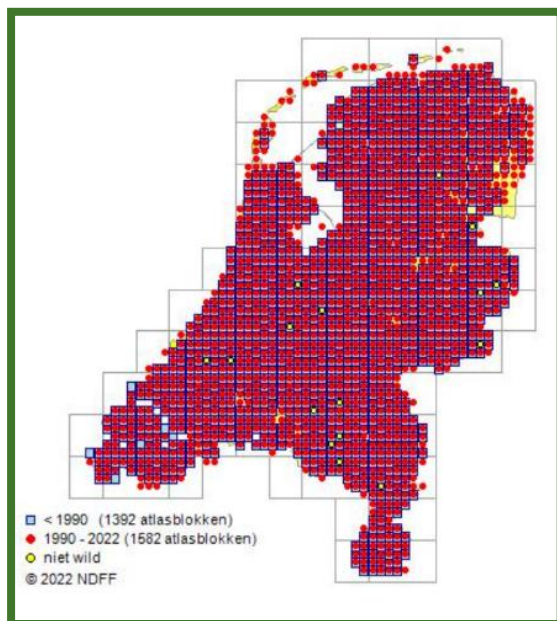 < 1990 (1392 atlasblokken)
1990 - 2022 (1582 atlasblokken)
niet wild
© 2022 NDFF